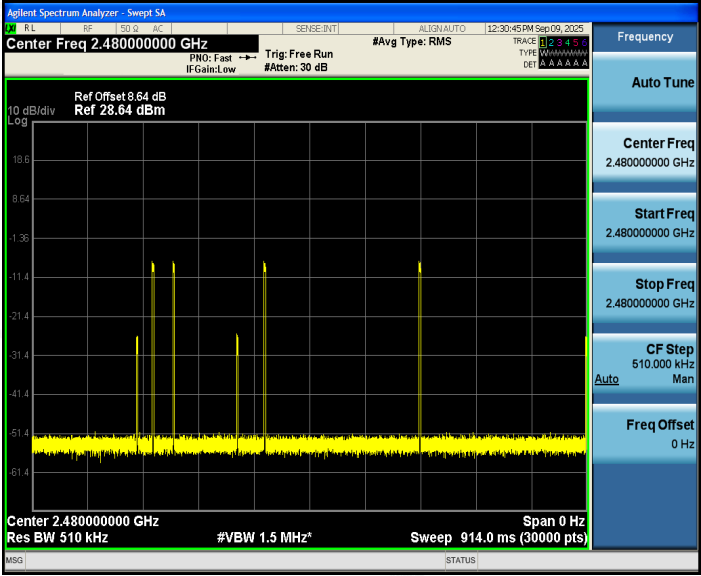 Agilent Spectrum Analyzer - Swept SA
RL RF 50 Ω AC SENSE:INT ALIGNAUTO 12:30:45 PM Sep 09, 2025
Center Freq 2.480000000 GHz
#Avg Type: RMS
TRACE 1 2 3 4 5 6
TYPE WWWWWW
DET A A A A A A
PNO: Fast
IFGain:Low
Trig: Free Run
#Atten: 30 dB
Ref Offset 8.64 dB
10 dB/div Ref 28.64 dBm
Log
18.6
8.64
-1.36
-11.4
-21.4
-31.4
-41.4
-51.4
-61.4
Center 2.480000000 GHz Span 0 Hz
Res BW 510 kHz #VBW 1.5 MHz* Sweep 914.0 ms (30000 pts)
MSG STATUS
Frequency
Auto Tune
Center Freq
2.480000000 GHz
Start Freq
2.480000000 GHz
Stop Freq
2.480000000 GHz
CF Step
510.000 kHz
Auto Man
Freq Offset
0 Hz